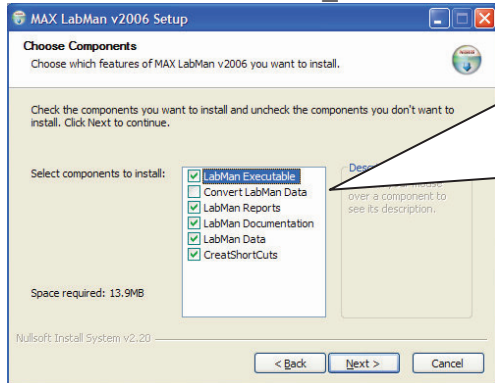 MAX LabMan v2006 Setup
Choose Components
Choose which features of MAX LabMan v2006 you want to install.
Check the components you want to install and uncheck the components you don't want to
install. Click Next to continue.
Select components to install:
LabMan Executable
Convert LabMan Data
LabMan Reports
LabMan Documentation
LabMan Data
CreatShortCuts
over a component to
see its description.
Space required: 13.9MB
Nullsoft Install System v2.20
< Back
Next >
Cancel